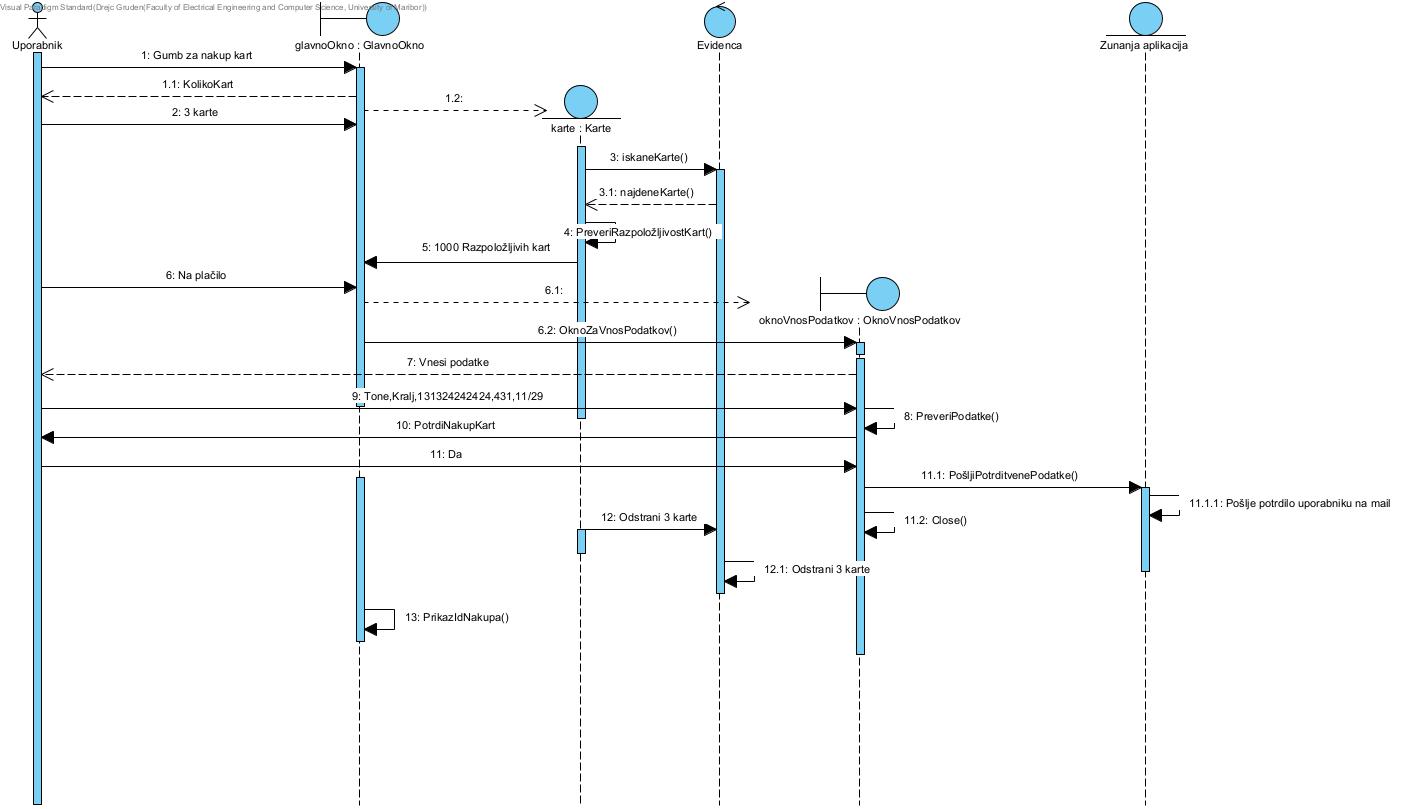 Visual Paradigm Standard(Drejc Gruden(Faculty of Electrical Engineering and Computer Science, University of Maribor))
Uporabnik
glavnoOkno : GlavnoOkno
Evidenca
Zunanja aplikacija
1: Gumb za nakup kart
1.1: KolikoKart
1.2:
2: 3 karte
karte : Karte
3: iskaneKarte()
3.1: najdeneKarte()
4: PreveriRazpoložljivostKart()
5: 1000 Razpoložljivih kart
6: Na plačilo
6.1:
oknoVnosPodatkov : OknoVnosPodatkov
6.2: OknoZaVnosPodatkov()
7: Vnesi podatke
9: Tone,Kralj,131324242424,431,11/29
8: PreveriPodatke()
10: PotrdiNakupKart
11: Da
11.1: PošljiPotrditvenePodatke()
11.1.1: Pošlje potrdilo uporabniku na mail
12: Odstrani 3 karte
11.2: Close()
12.1: Odstrani 3 karte
13: PrikazIdNakupa()